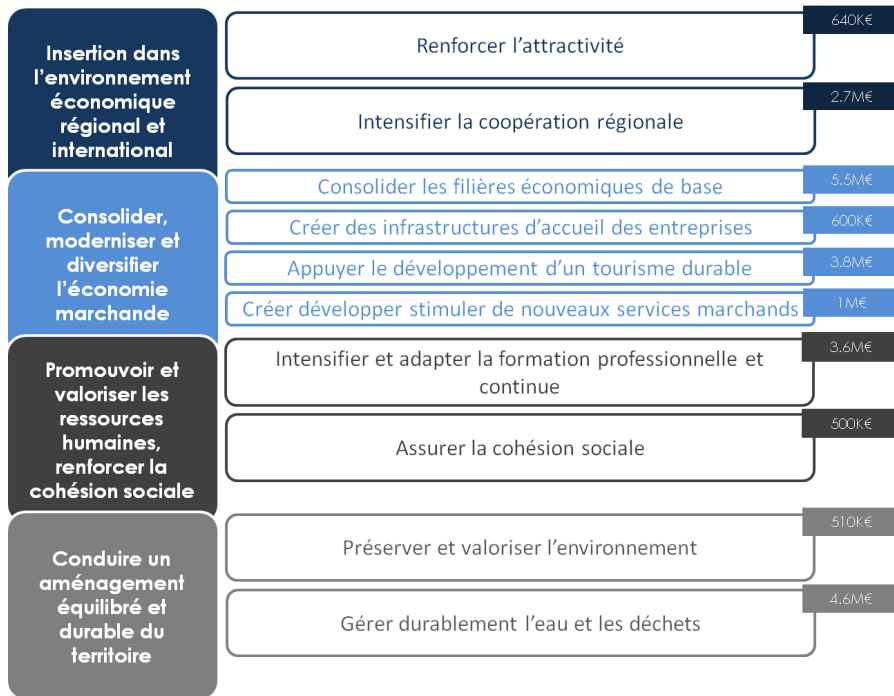 Insertion dans
l'environnement
économique
régional et
international
Renforcer l'attractivité
640K€
Intensifier la coopération régionale
2.7M€
Consolider,
moderniser et
diversifier
l'économie
marchande
Consolider les filières économiques de base
5.5M€
Créer des infrastructures d'accueil des entreprises
600K€
Appuyer le développement d'un tourisme durable
3.8M€
Créer développer stimuler de nouveaux services marchands
1M€
Promouvoir et
valoriser les
ressources
humaines,
renforcer la
cohésion sociale
Intensifier et adapter la formation professionnelle et
continue
3.6M€
Assurer la cohésion sociale
500K€
Conduire un
aménagement
équilibré et
durable du
territoire
Préserver et valoriser l'environnement
510K€
Gérer durablement l'eau et les déchets
4.6M€